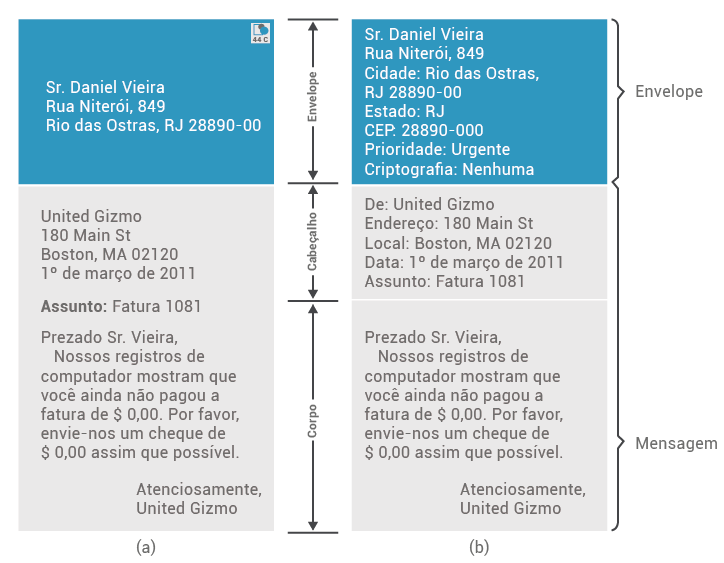 44 C
Sr. Daniel Vieira
Rua Niterói, 849
Rio das Ostras, RJ 28890-00
United Gizmo
180 Main St
Boston, MA 02120
1º de março de 2011
Assunto: Fatura 1081
Prezado Sr. Vieira,
Nossos registros de
computador mostram que
você ainda não pagou a
fatura de $ 0,00. Por favor,
envie-nos um cheque de
$ 0,00 assim que possível.
Atenciosamente,
United Gizmo
(a)
Envelope
Cabeçalho
Corpo
Sr. Daniel Vieira
Rua Niterói, 849
Cidade: Rio das Ostras,
RJ 28890-00
Estado: RJ
CEP: 28890-000
Prioridade: Urgente
Criptografia: Nenhuma
De: United Gizmo
Endereço: 180 Main St
Local: Boston, MA 02120
Data: 1º de março de 2011
Assunto: Fatura 1081
Prezado Sr. Vieira,
Nossos registros de
computador mostram que
você ainda não pagou a
fatura de $ 0,00. Por favor,
envie-nos um cheque de
$ 0,00 assim que possível.
Atenciosamente,
United Gizmo
(b)
Envelope
Mensagem